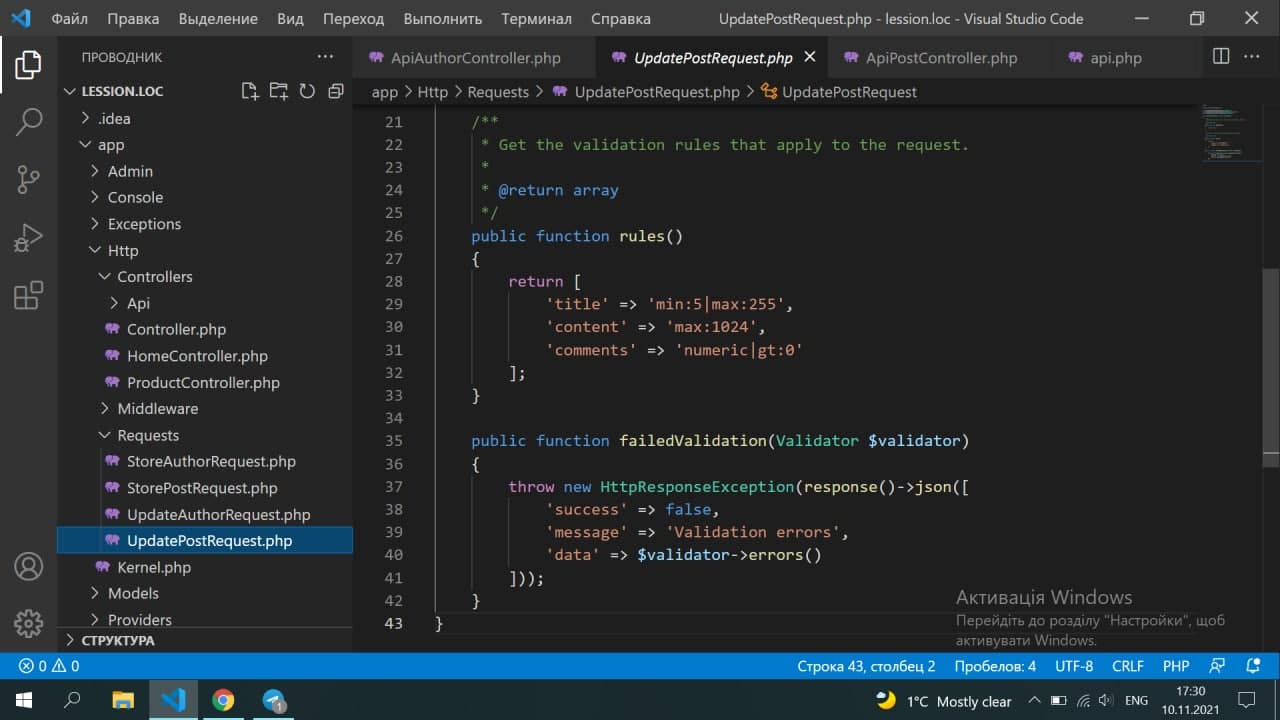 Файл Правка Выделение Вид Переход Выполнить Терминал Справка UpdatePostRequest.php - lession.loc - Visual Studio Code
ПРОВОДНИК ··· ApiAuthorController.php UpdatePostRequest.php ApiPostController.php api.php ···
LESSION.LOC
app > Http > Requests > UpdatePostRequest.php > UpdatePostRequest
.idea
app
Admin
Console
Exceptions
Http
Controllers
Api
Controller.php
HomeController.php
ProductController.php
Middleware
Requests
StoreAuthorRequest.php
StorePostRequest.php
UpdateAuthorRequest.php
UpdatePostRequest.php
Kernel.php
Models
Providers
СТРУКТУРА
21 /**
22 * Get the validation rules that apply to the request.
23 *
24 * @return array
25 */
26 public function rules()
27 {
28 return [
29 'title' => 'min:5|max:255',
30 'content' => 'max:1024',
31 'comments' => 'numeric|gt:0'
32 ];
33 }
34
35 public function failedValidation(Validator $validator)
36 {
37 throw new HttpResponseException(response()->json([
38 'success' => false,
39 'message' => 'Validation errors',
40 'data' => $validator->errors()
41 ]));
42 }
43 }
Активація Windows
Перейдіть до розділу "Настройки", щоб
активувати Windows.
0 0 Строка 43, столбец 2 Пробелов: 4 UTF-8 CRLF PHP
1 1°C Mostly clear ENG 17:30
10.11.2021